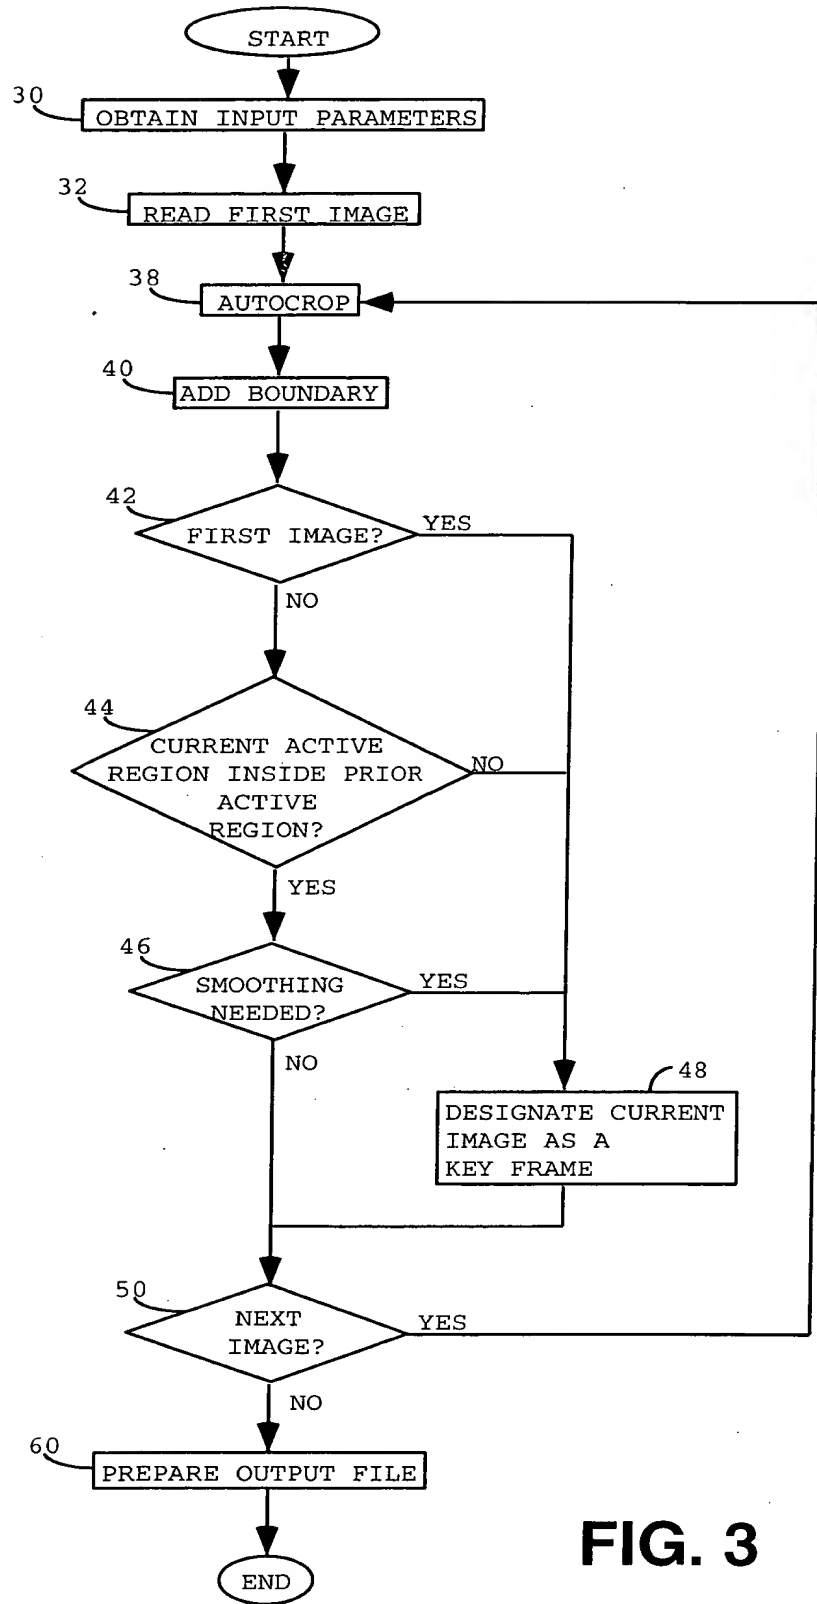 START
30
OBTAIN INPUT PARAMETERS
32
READ FIRST IMAGE
38
AUTOCROP
40
ADD BOUNDARY
42
FIRST IMAGE?
YES
NO
44
CURRENT ACTIVE
REGION INSIDE PRIOR
ACTIVE
REGION?
NO
YES
46
SMOOTHING
NEEDED?
YES
NO
48
DESIGNATE CURRENT
IMAGE AS A
KEY FRAME
50
NEXT
IMAGE?
YES
NO
60
PREPARE OUTPUT FILE
END
FIG. 3